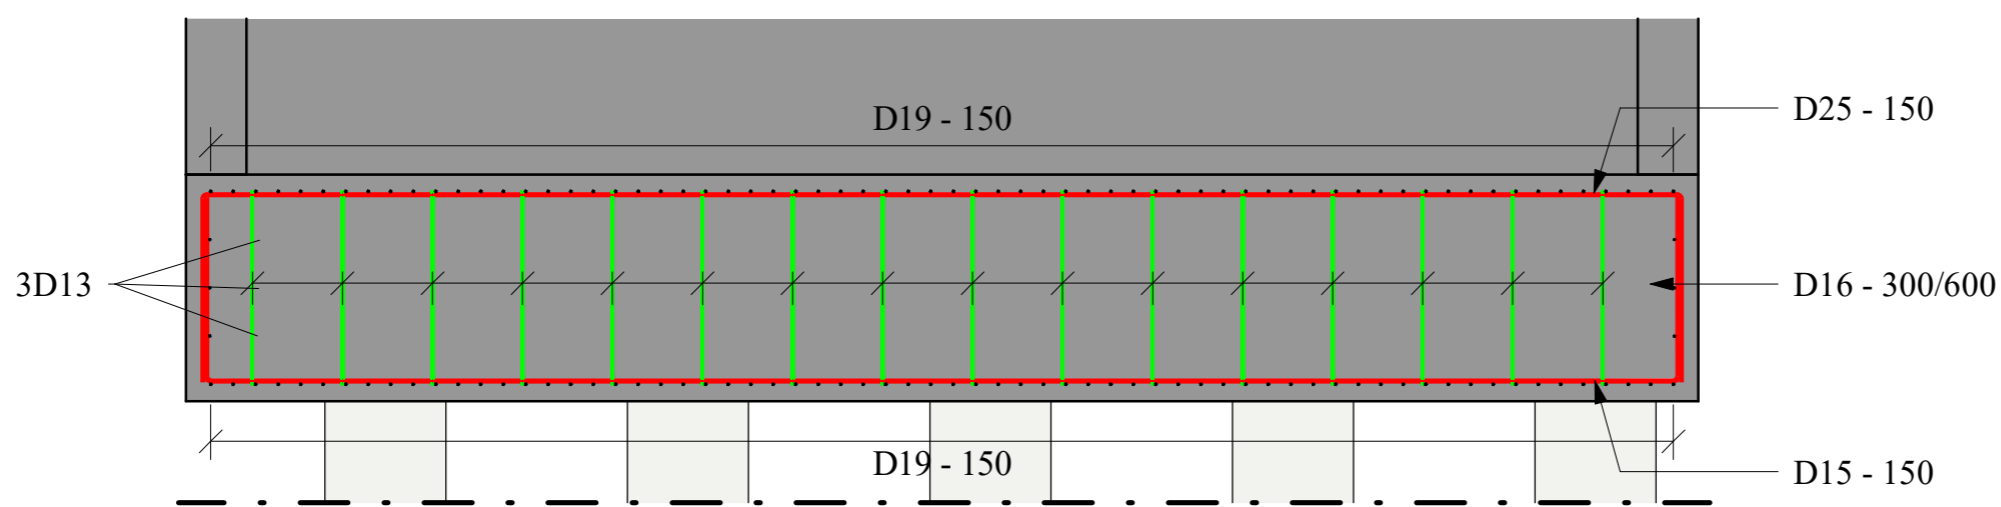 D19 - 150
D25 - 150
3D13
D16 - 300/600
D19 - 150
D15 - 150